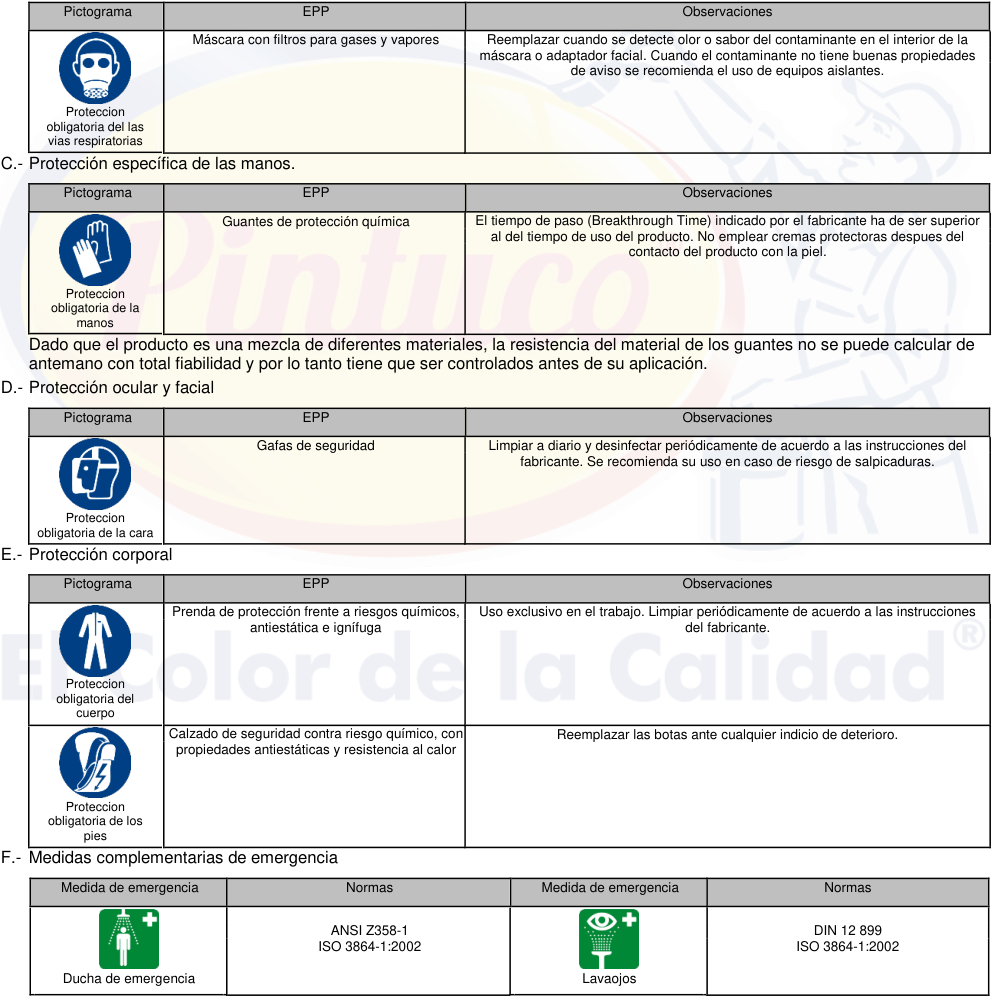 Pictograma EPP Observaciones
Máscara con filtros para gases y vapores
Reemplazar cuando se detecte olor o sabor del contaminante en el interior de la
máscara o adaptador facial. Cuando el contaminante no tiene buenas propiedades
de aviso se recomienda el uso de equipos aislantes.
Proteccion
obligatoria del las
vias respiratorias
C.- Protección específica de las manos.
Pictograma EPP Observaciones
Guantes de protección química
El tiempo de paso (Breakthrough Time) indicado por el fabricante ha de ser superior
al del tiempo de uso del producto. No emplear cremas protectoras despues del
contacto del producto con la piel.
Proteccion
obligatoria de la
manos
Pintuco
Dado que el producto es una mezcla de diferentes materiales, la resistencia del material de los guantes no se puede calcular de
antemano con total fiabilidad y por lo tanto tiene que ser controlados antes de su aplicación.
D.- Protección ocular y facial
Pictograma EPP Observaciones
Gafas de seguridad
Limpiar a diario y desinfectar periódicamente de acuerdo a las instrucciones del
fabricante. Se recomienda su uso en caso de riesgo de salpicaduras.
Proteccion
obligatoria de la cara
E.- Protección corporal
Pictograma EPP Observaciones
Prenda de protección frente a riesgos químicos,
antiestática e ignífuga
Uso exclusivo en el trabajo. Limpiar periódicamente de acuerdo a las instrucciones
del fabricante.
Proteccion
obligatoria del
cuerpo
El Color de la Calidad®
Calzado de seguridad contra riesgo químico, con
propiedades antiestáticas y resistencia al calor
Reemplazar las botas ante cualquier indicio de deterioro.
Proteccion
obligatoria de los
pies
F.- Medidas complementarias de emergencia
Medida de emergencia Normas Medida de emergencia Normas
Ducha de emergencia
ANSI Z358-1
ISO 3864-1:2002
Lavaojos
DIN 12 899
ISO 3864-1:2002